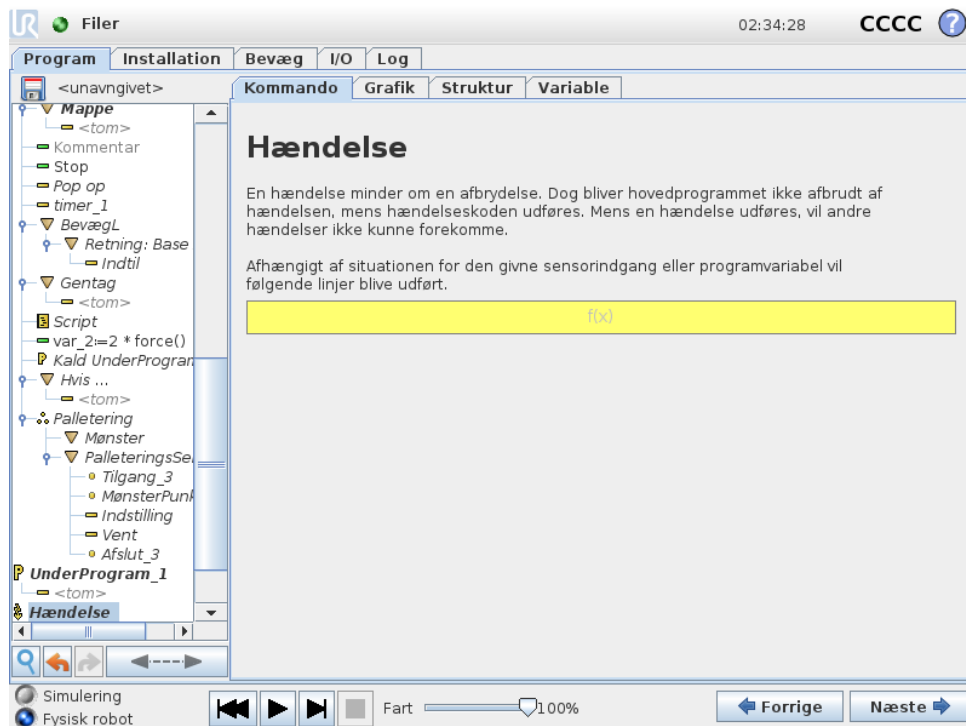 UR Filer 02:34:28 CCCC ?
Program Installation Bevæg I/O Log
<unavngivet>
Kommando Grafik Struktur Variable
Mappe
<tom>
Kommentar
Stop
Pop op
timer_1
BevægL
Retning: Base
Indtil
Gentag
<tom>
Script
var_2:=2 * force()
P Kald UnderProgran
Hvis ...
<tom>
Palletering
Mønster
PalleteringsSe
Tilgang_3
MønsterPunk
Indstilling
Vent
Afslut_3
P UnderProgram_1
<tom>
Hændelse
Hændelse
En hændelse minder om en afbrydelse. Dog bliver hovedprogrammet ikke afbrudt af
hændelsen, mens hændelseskoden udføres. Mens en hændelse udføres, vil andre
hændelser ikke kunne forekomme.
Afhængigt af situationen for den givne sensorindgang eller programvariabel vil
følgende linjer blive udført.
f(x)
Simulering
Fysisk robot
Fart 100%
Forrige
Næste